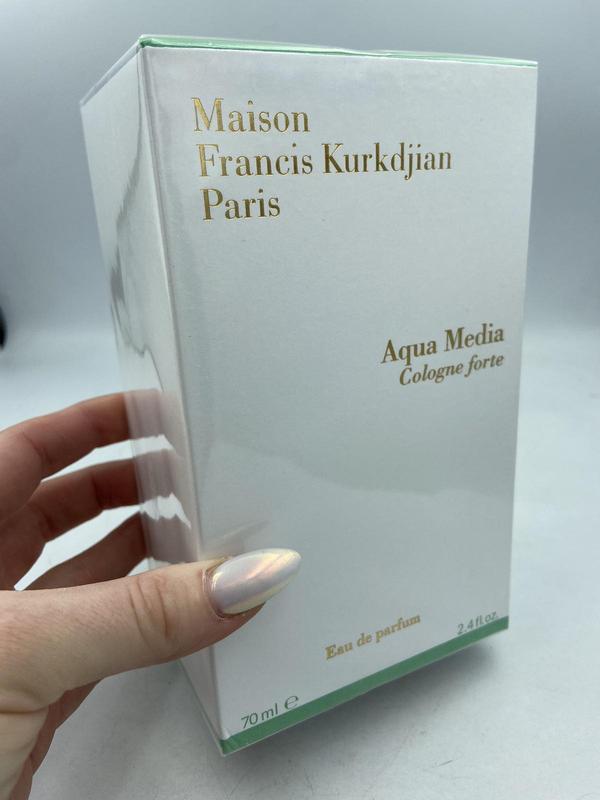 Maison
Francis Kurkdjian
Paris
Aqua Media
Cologne forte
Eau de parfum
2.4 fl.oz.
70 ml ℮